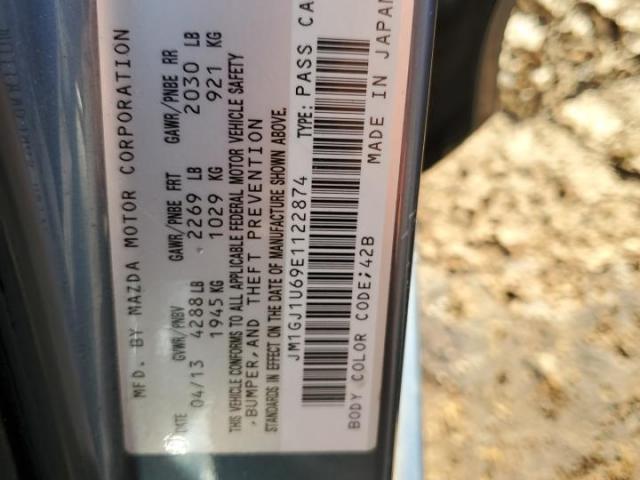 MFD. BY MAZDA MOTOR CORPORATION
DATE GVWR/PNBV GAWR/PNBE FRT GAWR/PNBE RR
04/13 4288 LB 2269 LB 2030 LB
1945 KG 1029 KG 921 KG
THIS VEHICLE CONFORMS TO ALL APPLICABLE FEDERAL MOTOR VEHICLE SAFETY
,BUMPER,AND THEFT PREVENTION
STANDARDS IN EFFECT ON THE DATE OF MANUFACTURE SHOWN ABOVE.
JM1GJ1U69E1122874 TYPE: PASS CA
MADE IN JAPAN
BODY COLOR CODE;42B